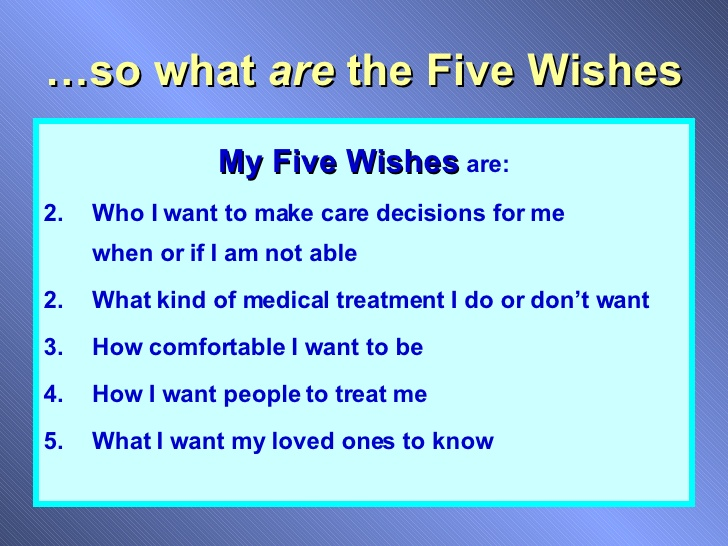 …so what are the Five Wishes
My Five Wishes are:
2. Who I want to make care decisions for me
when or if I am not able
2. What kind of medical treatment I do or don’t want
3. How comfortable I want to be
4. How I want people to treat me
5. What I want my loved ones to know